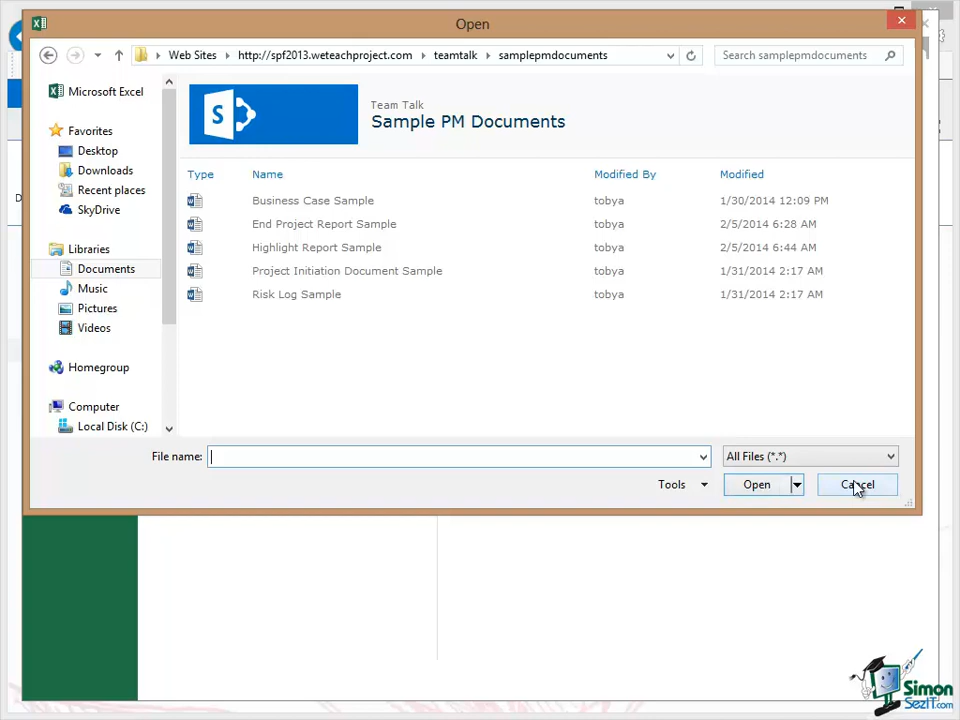 Open
Web Sites http://spf2013.weteachproject.com teamtalk samplepmdocuments Search samplepmdocuments
Microsoft Excel
Favorites
Desktop
Downloads
Recent places
SkyDrive
Libraries
Documents
Music
Pictures
Videos
Homegroup
Computer
Local Disk (C:)
S
Team Talk
Sample PM Documents
Type Name Modified By Modified
Business Case Sample tobya 1/30/2014 12:09 PM
End Project Report Sample tobya 2/5/2014 6:28 AM
Highlight Report Sample tobya 2/5/2014 6:44 AM
Project Initiation Document Sample tobya 1/31/2014 2:17 AM
Risk Log Sample tobya 1/31/2014 2:17 AM
File name: All Files (*.*)
Tools Open Cancel
D
Simon
SezIT.com